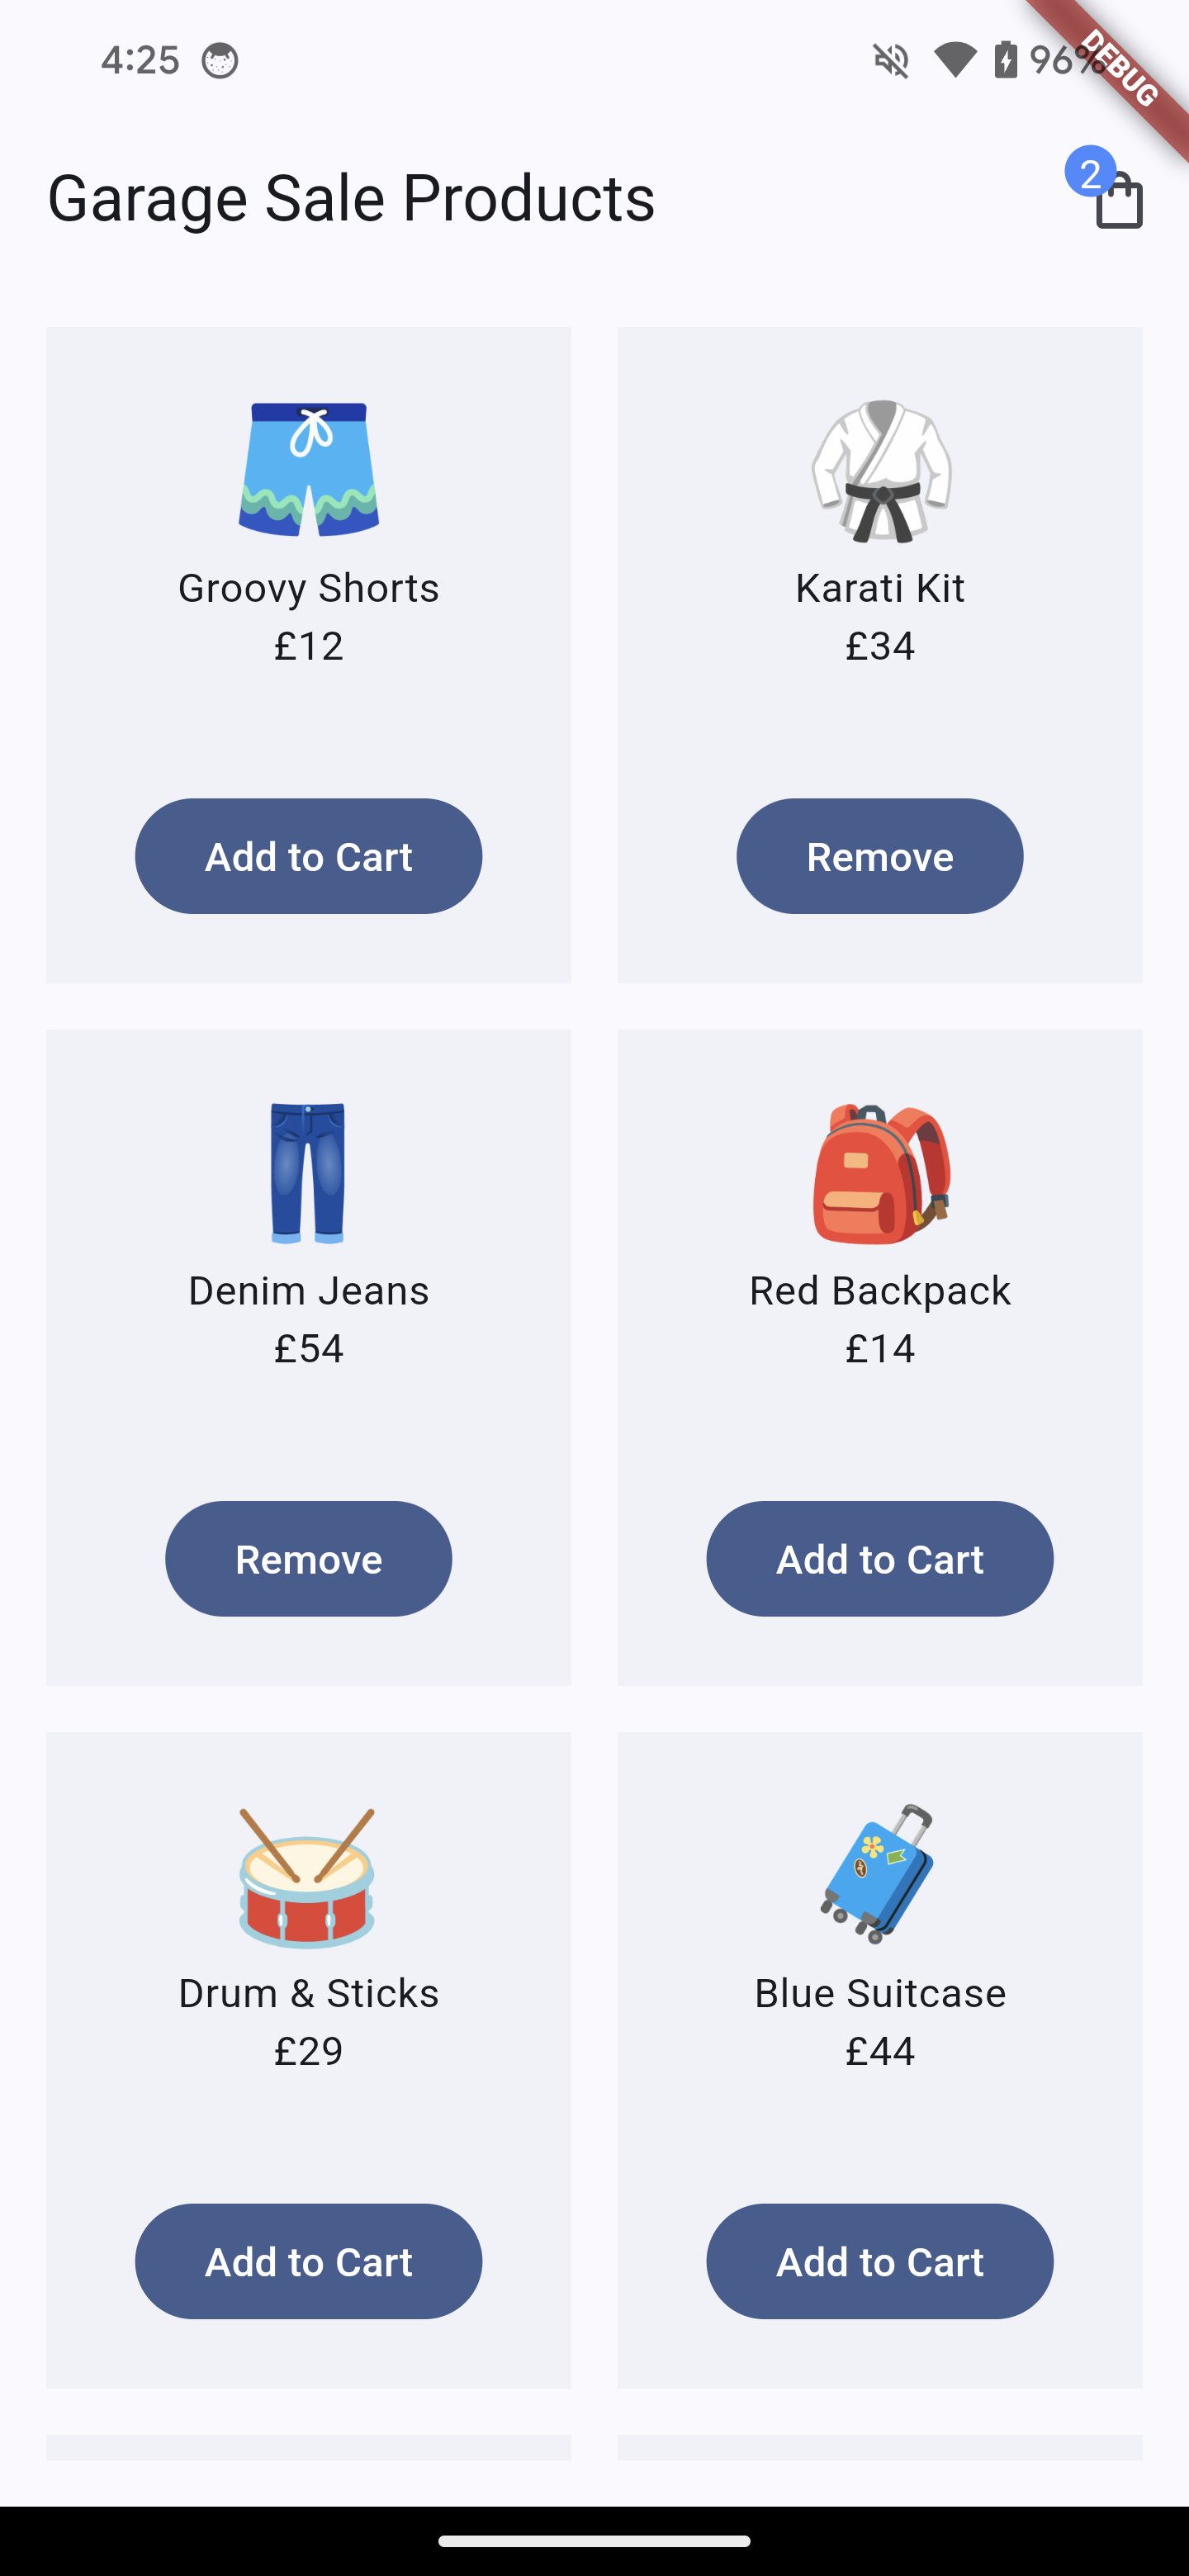 4:25
96%
DEBUG
Garage Sale Products
2
Groovy Shorts
£12
Add to Cart
Karati Kit
£34
Remove
Denim Jeans
£54
Remove
Red Backpack
£14
Add to Cart
Drum & Sticks
£29
Add to Cart
Blue Suitcase
£44
Add to Cart